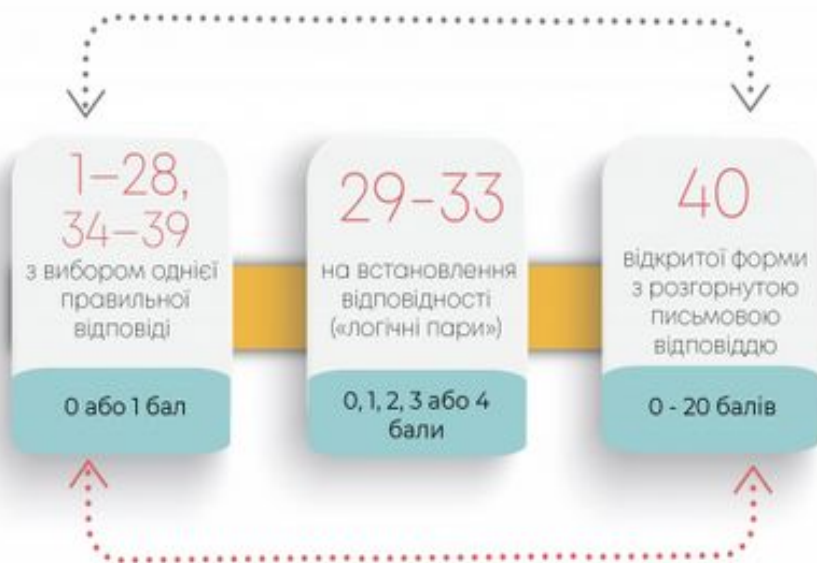 1–28,
34–39
з вибором однієї
правильної
відповіді
0 або 1 бал
29-33
на встановлення
відповідності
(«логічні пари»)
0, 1, 2, 3 або 4
бали
40
відкритої форми
з розгорнутою
письмовою
відповіддю
0 - 20 балів